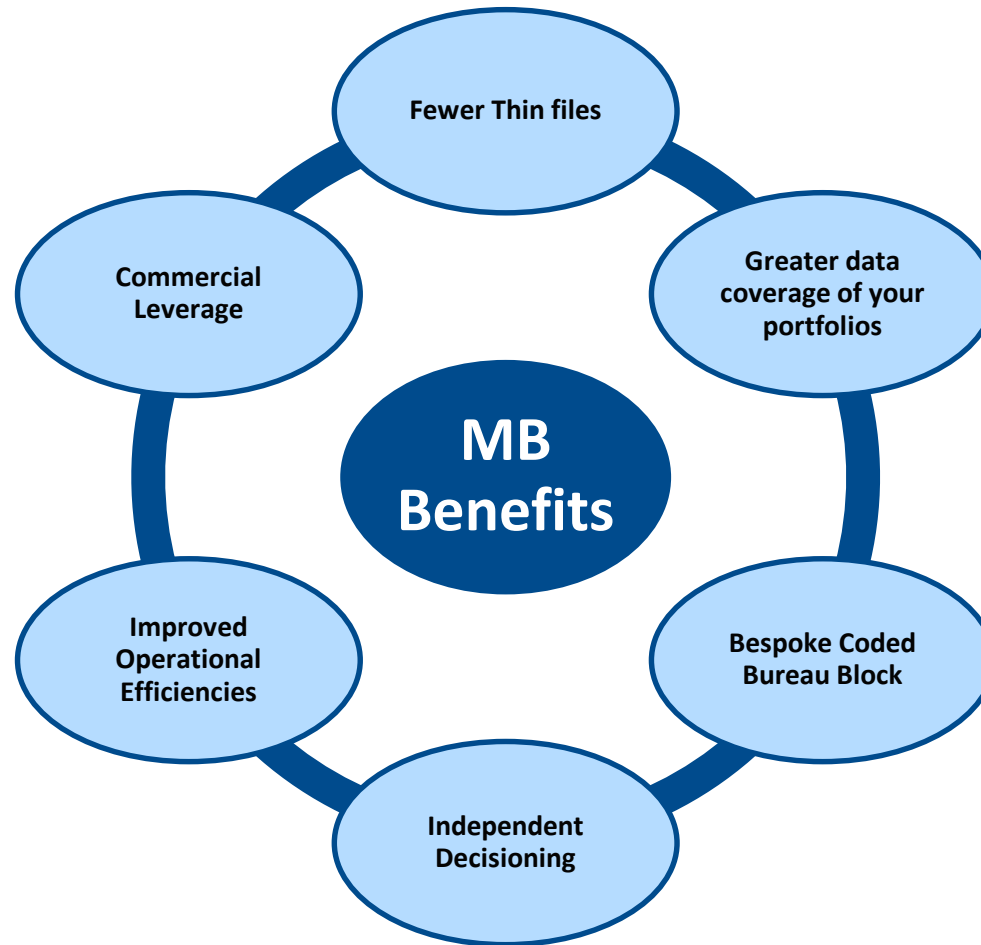 Fewer Thin files
Greater data
coverage of your
portfolios
Bespoke Coded
Bureau Block
Independent
Decisioning
Improved
Operational
Efficiencies
Commercial
Leverage
MB
Benefits